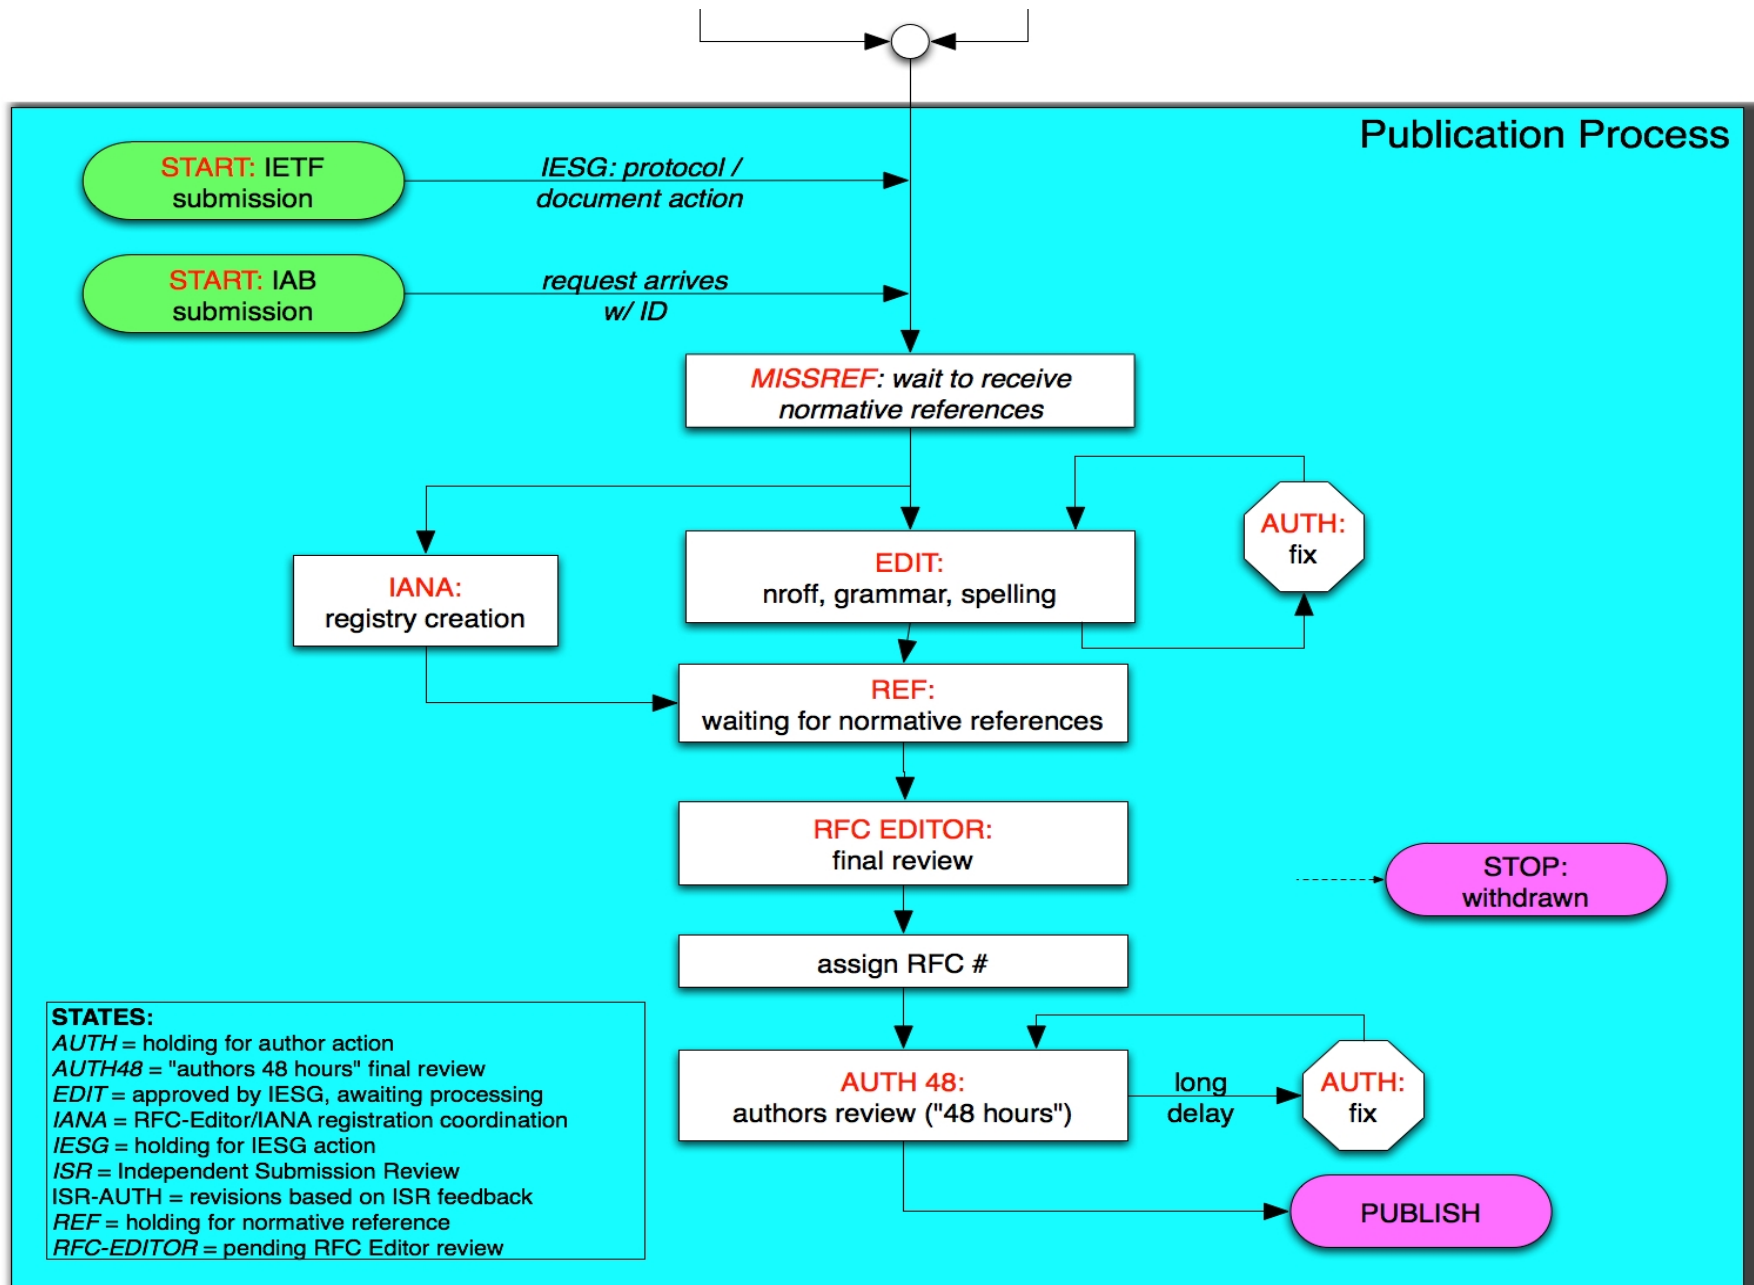 Publication Process
START: IETF
submission
IESG: protocol /
document action
START: IAB
submission
request arrives
w/ ID
MISSREF: wait to receive
normative references
AUTH:
fix
EDIT:
nroff, grammar, spelling
IANA:
registry creation
REF:
waiting for normative references
RFC EDITOR:
final review
STOP:
withdrawn
assign RFC #
AUTH 48:
authors review ("48 hours")
long
delay
AUTH:
fix
PUBLISH
STATES:
AUTH = holding for author action
AUTH48 = "authors 48 hours" final review
EDIT = approved by IESG, awaiting processing
IANA = RFC-Editor/IANA registration coordination
IESG = holding for IESG action
ISR = Independent Submission Review
ISR-AUTH = revisions based on ISR feedback
REF = holding for normative reference
RFC-EDITOR = pending RFC Editor review